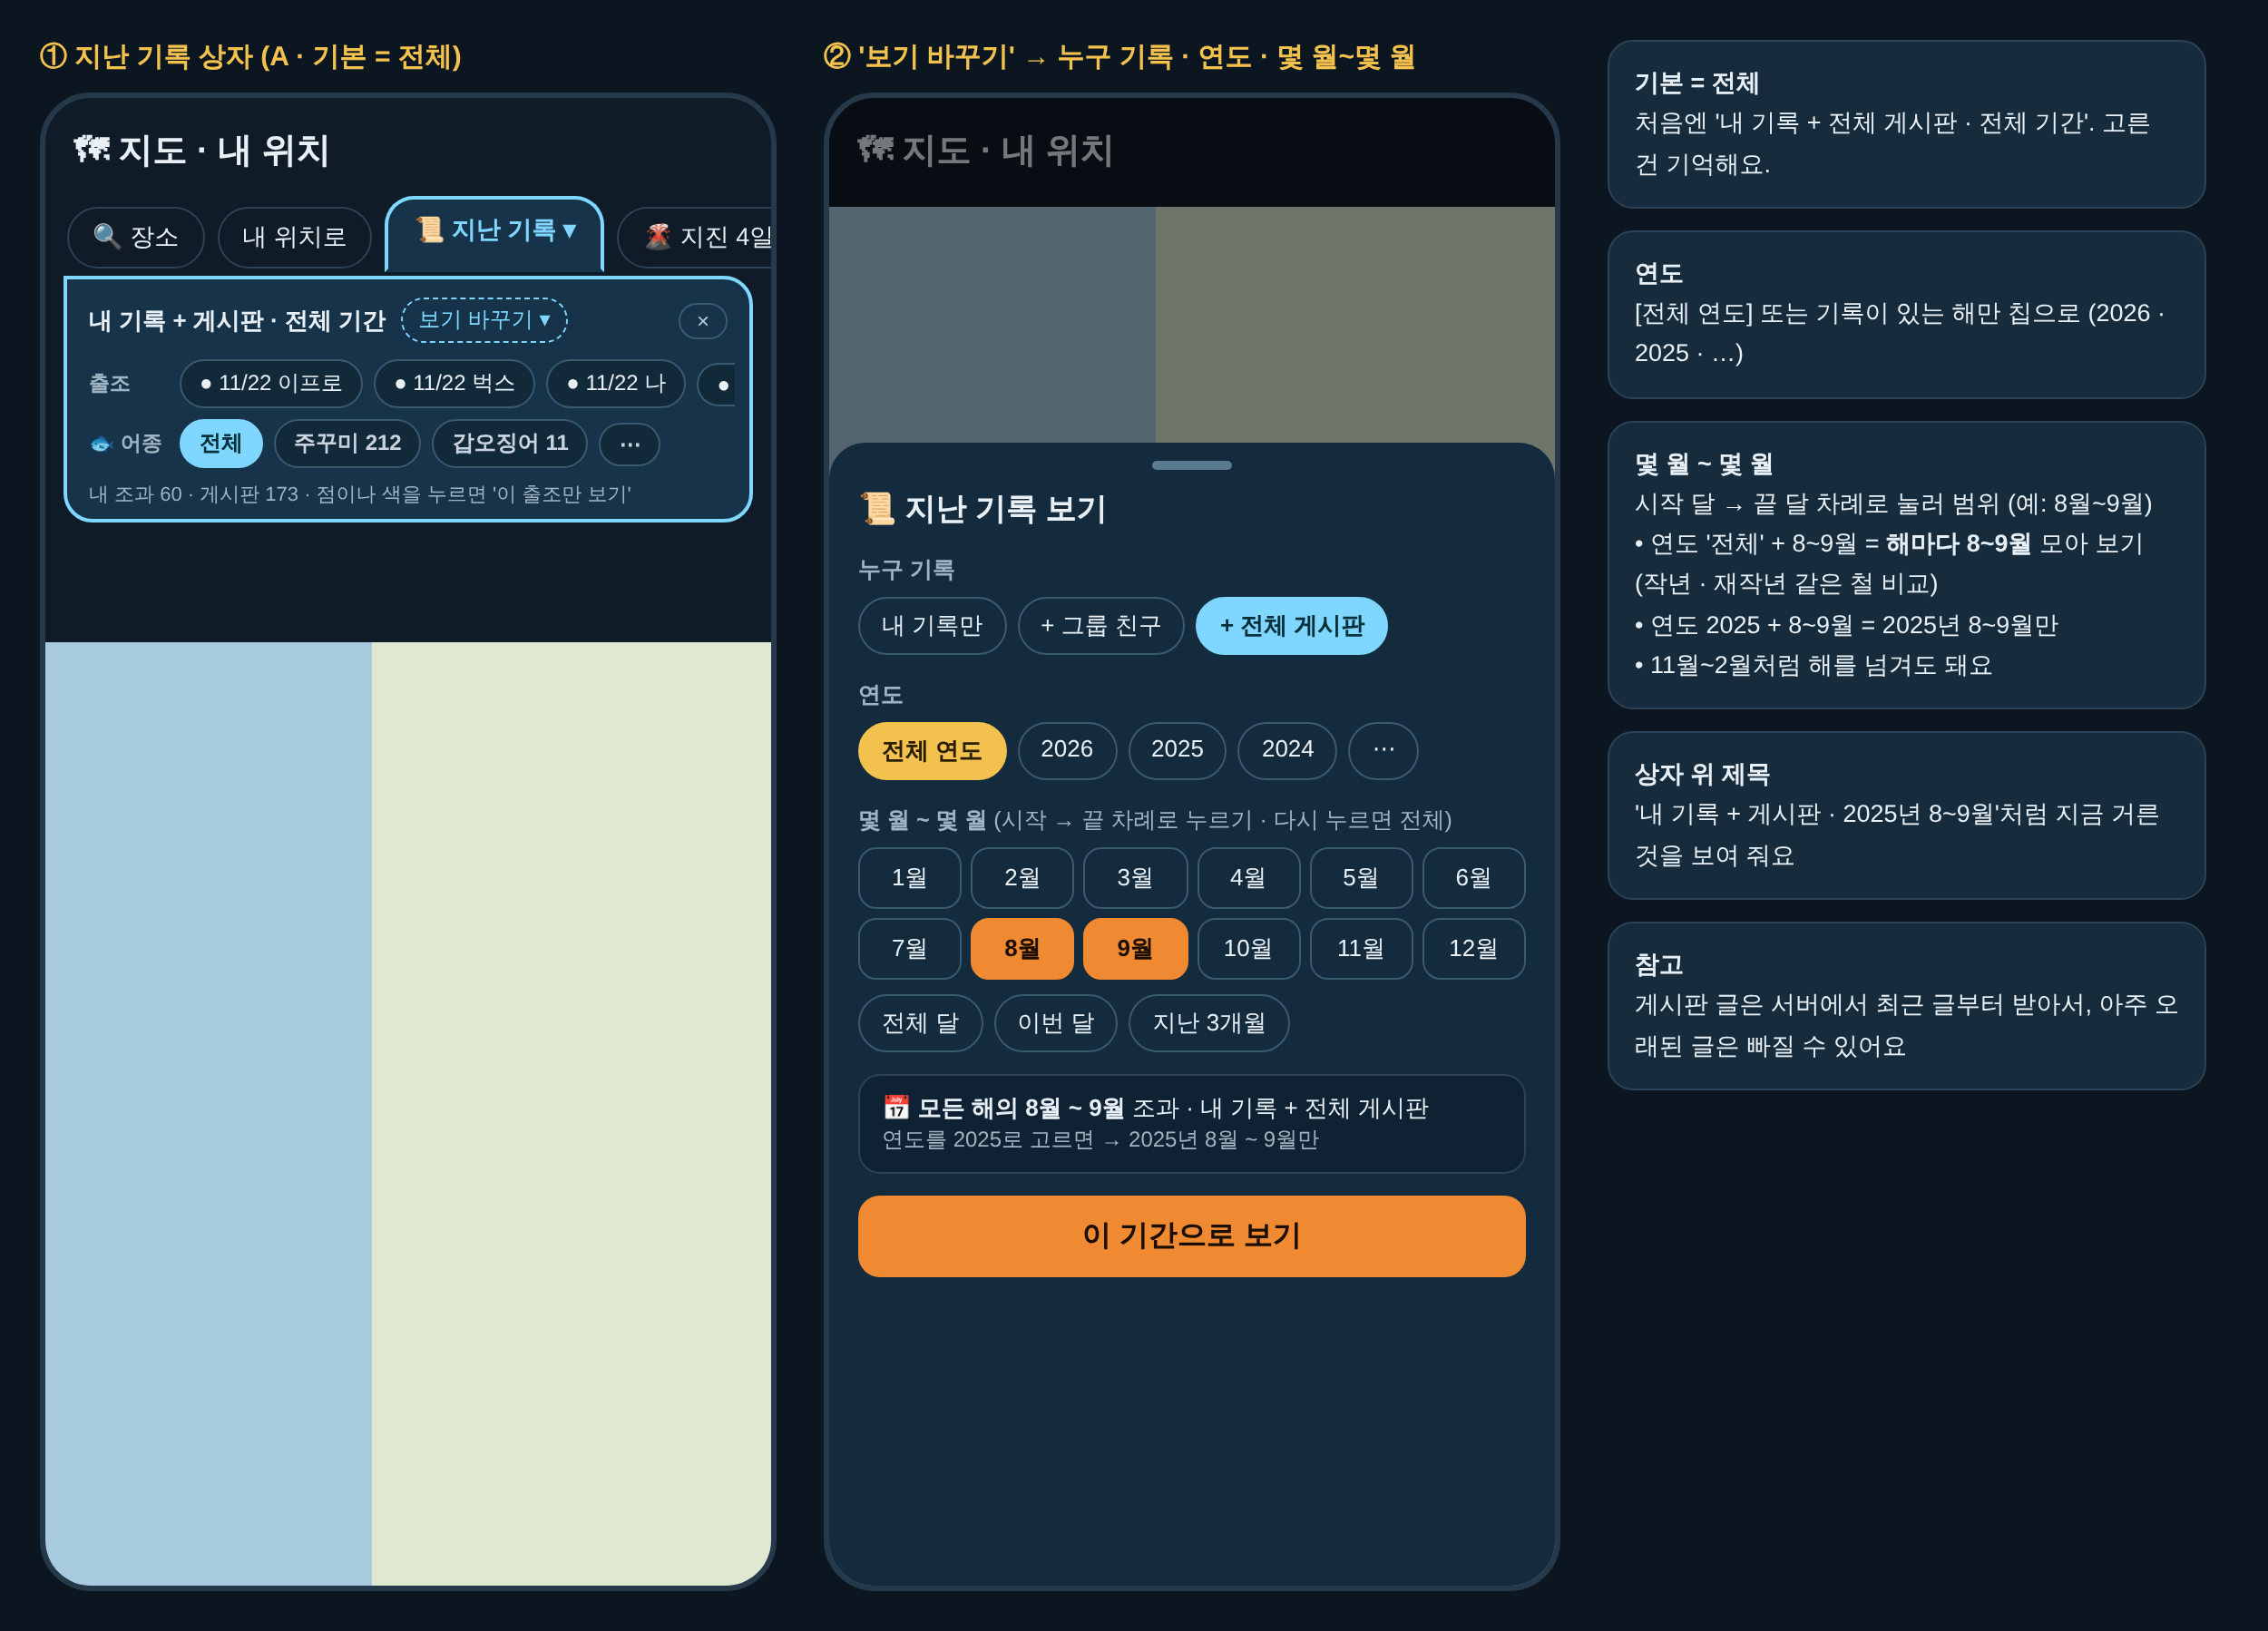 ① 지난 기록 상자 (A · 기본 = 전체)
🗺 지도 · 내 위치
🔍 장소
내 위치로
📜 지난 기록 ▾
🌋 지진 4일
내 기록 + 게시판 · 전체 기간
보기 바꾸기 ▾
×
출조
● 11/22 이프로
● 11/22 벅스
● 11/22 나
●
🐟 어종
전체
주꾸미 212
갑오징어 11
⋯
내 조과 60 · 게시판 173 · 점이나 색을 누르면 '이 출조만 보기'
② '보기 바꾸기' → 누구 기록 · 연도 · 몇 월~몇 월
🗺 지도 · 내 위치
📜 지난 기록 보기
누구 기록
내 기록만
+ 그룹 친구
+ 전체 게시판
연도
전체 연도
2026
2025
2024
⋯
몇 월 ~ 몇 월 (시작 → 끝 차례로 누르기 · 다시 누르면 전체)
1월
2월
3월
4월
5월
6월
7월
8월
9월
10월
11월
12월
전체 달
이번 달
지난 3개월
📅 모든 해의 8월 ~ 9월 조과 · 내 기록 + 전체 게시판
연도를 2025로 고르면 → 2025년 8월 ~ 9월만
이 기간으로 보기
기본 = 전체
처음엔 '내 기록 + 전체 게시판 · 전체 기간'. 고른
건 기억해요.
연도
[전체 연도] 또는 기록이 있는 해만 칩으로 (2026 ·
2025 · …)
몇 월 ~ 몇 월
시작 달 → 끝 달 차례로 눌러 범위 (예: 8월~9월)
• 연도 '전체' + 8~9월 = 해마다 8~9월 모아 보기
(작년 · 재작년 같은 철 비교)
• 연도 2025 + 8~9월 = 2025년 8~9월만
• 11월~2월처럼 해를 넘겨도 돼요
상자 위 제목
'내 기록 + 게시판 · 2025년 8~9월'처럼 지금 거른
것을 보여 줘요
참고
게시판 글은 서버에서 최근 글부터 받아서, 아주 오
래된 글은 빠질 수 있어요